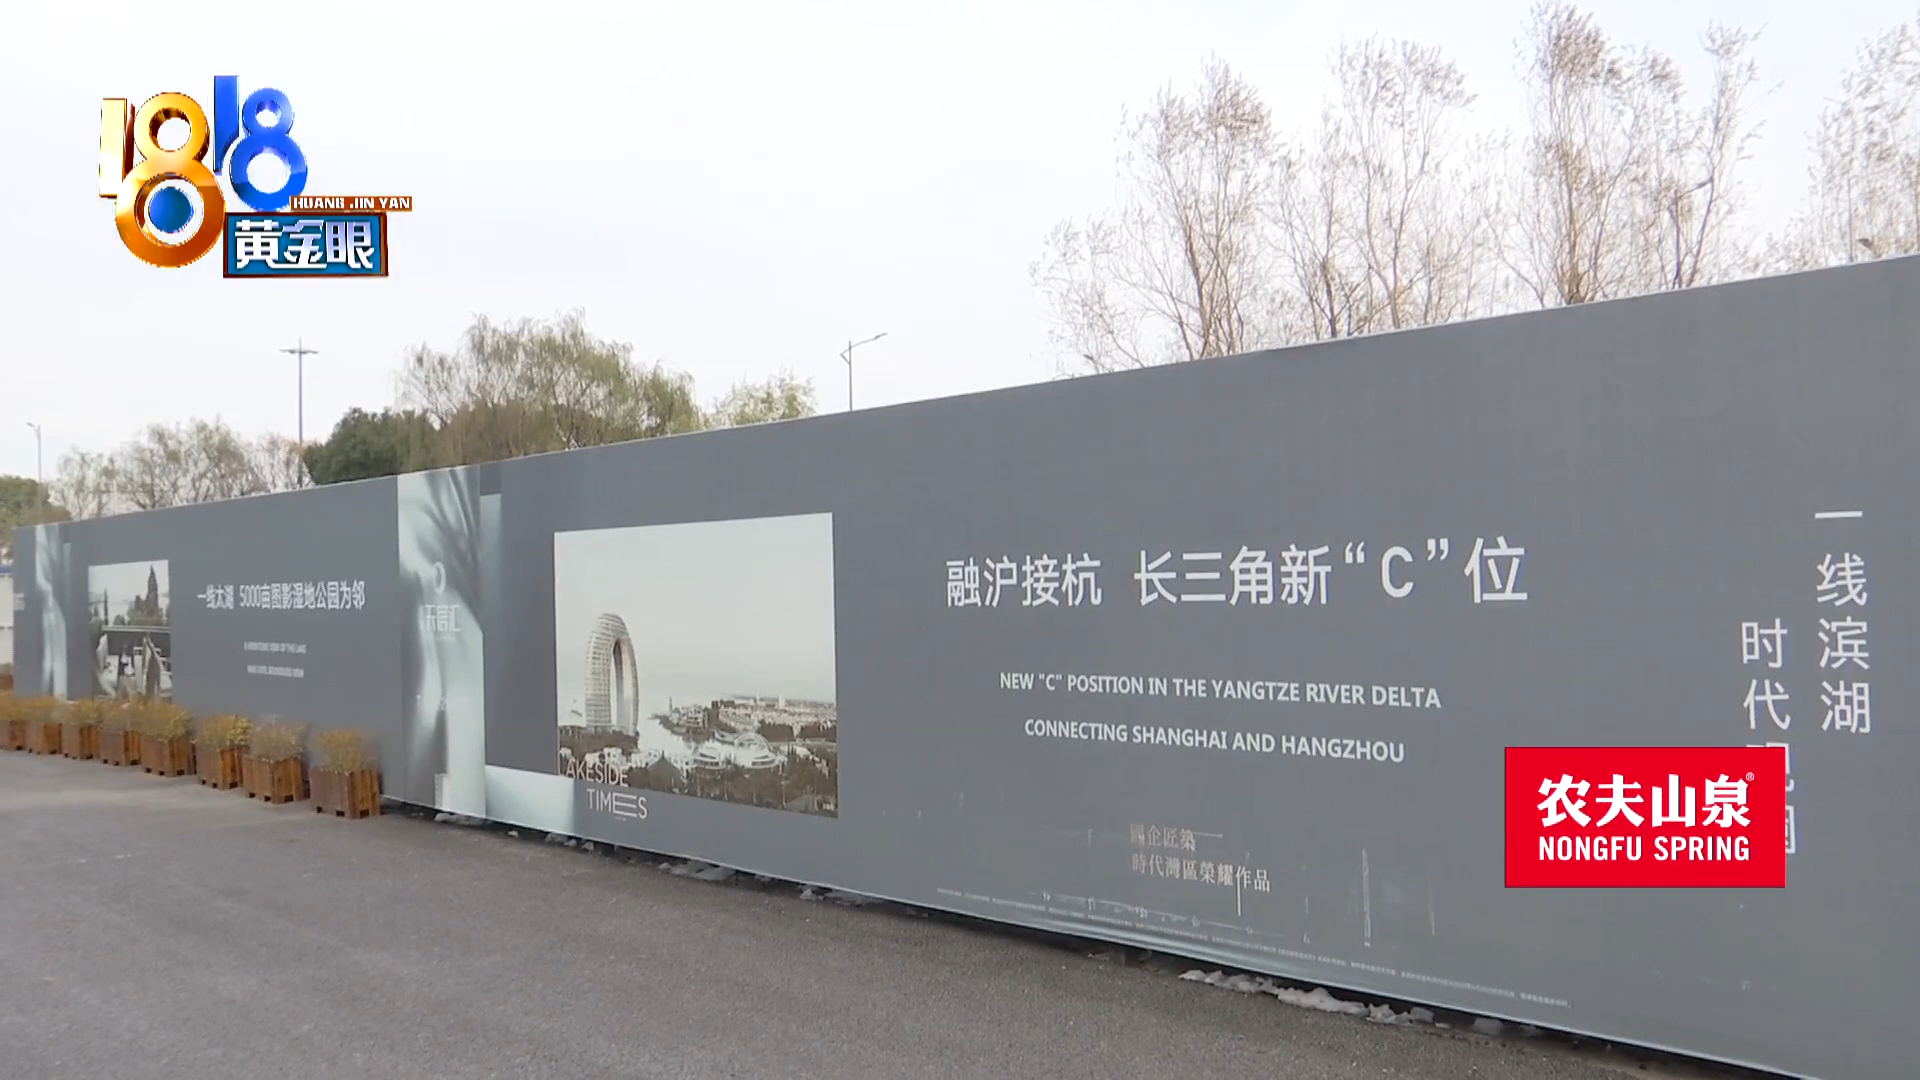 1818
HUANG JIN YAN
黄金眼
一线太湖 5000亩图影湿地公园为邻
天宸汇
LAKESIDE
TIMES
融沪接杭 长三角新“C”位
NEW "C" POSITION IN THE YANGTZE RIVER DELTA
CONNECTING SHANGHAI AND HANGZHOU
國企匠築
時代灣區榮耀作品
一线滨湖
时代
农夫山泉®
NONGFU SPRING